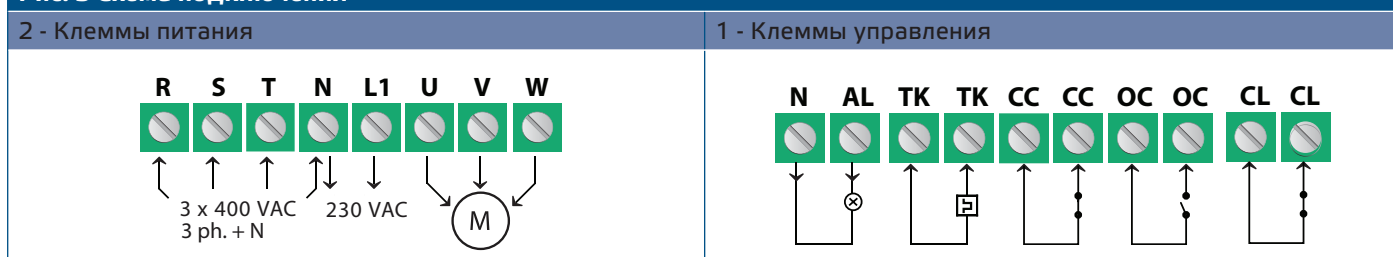 2 - Клеммы питания
1 - Клеммы управления
R S T N L1 U V W
3 x 400 VAC
3 ph. + N
230 VAC
M
N AL TK TK CC CC OC OC CL CL